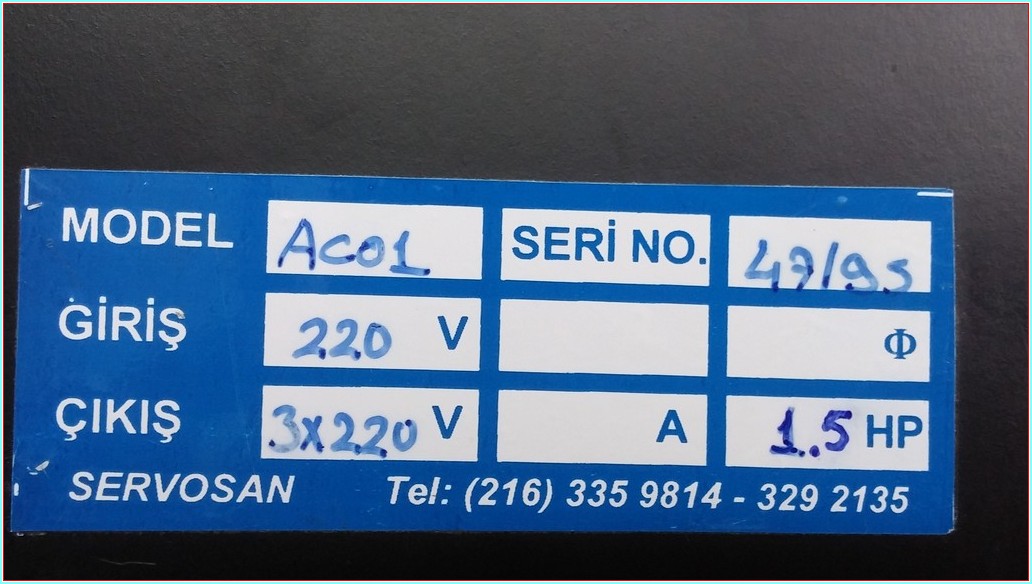 MODEL AC01 SERİ NO. 47/95
GİRİŞ 220 V Φ
ÇIKIŞ 3X220 V A 1.5 HP
SERVOSAN Tel: (216) 335 9814 - 329 2135